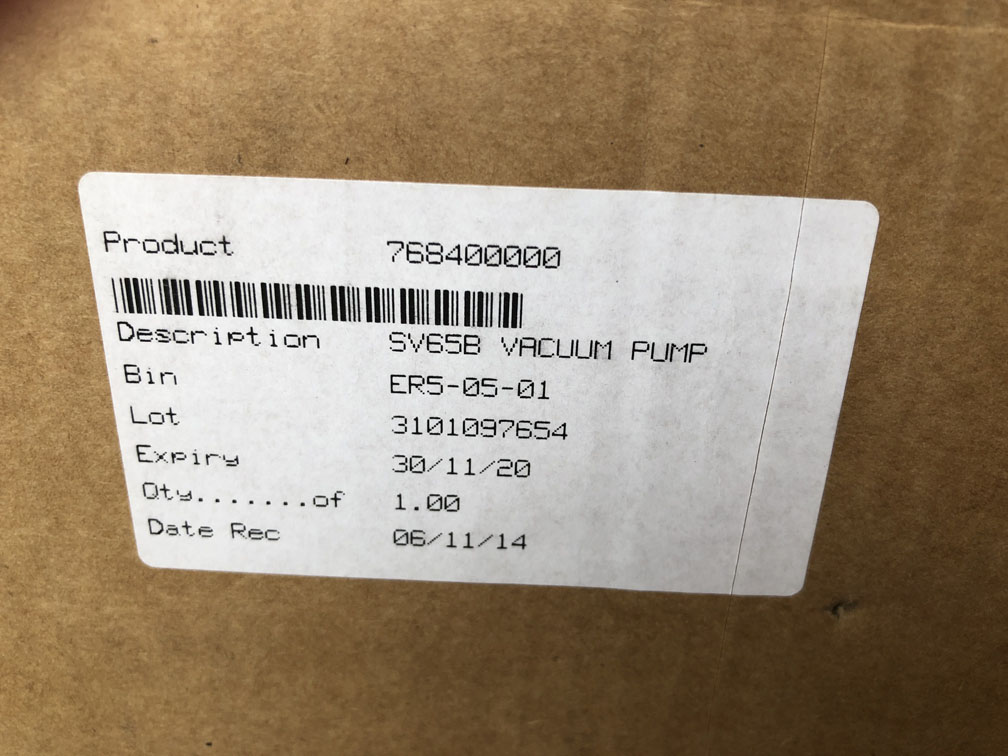 Product 768400000
Description SV65B VACUUM PUMP
Bin ER5-05-01
Lot 3101097654
Expiry 30/11/20
Qty.......of 1.00
Date Rec 06/11/14